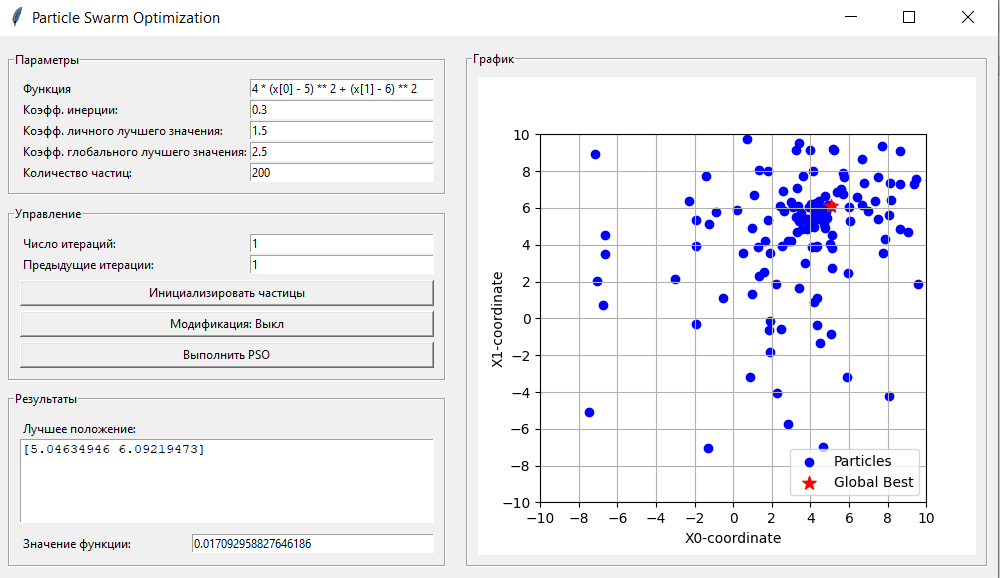 Particle Swarm Optimization
Параметры
Функция 4 * (x[0] - 5) ** 2 + (x[1] - 6) ** 2
Коэфф. инерции: 0.3
Коэфф. личного лучшего значения: 1.5
Коэфф. глобального лучшего значения: 2.5
Количество частиц: 200
Управление
Число итераций: 1
Предыдущие итерации: 1
Инициализировать частицы
Модификация: Выкл
Выполнить PSO
Результаты
Лучшее положение:
[5.04634946 6.09219473]
Значение функции: 0.017092958827646186
График
10
8
6
4
2
0
−2
−4
−6
−8
−10
X1-coordinate
Particles
Global Best
−10 −8 −6 −4 −2 0 2 4 6 8 10
X0-coordinate